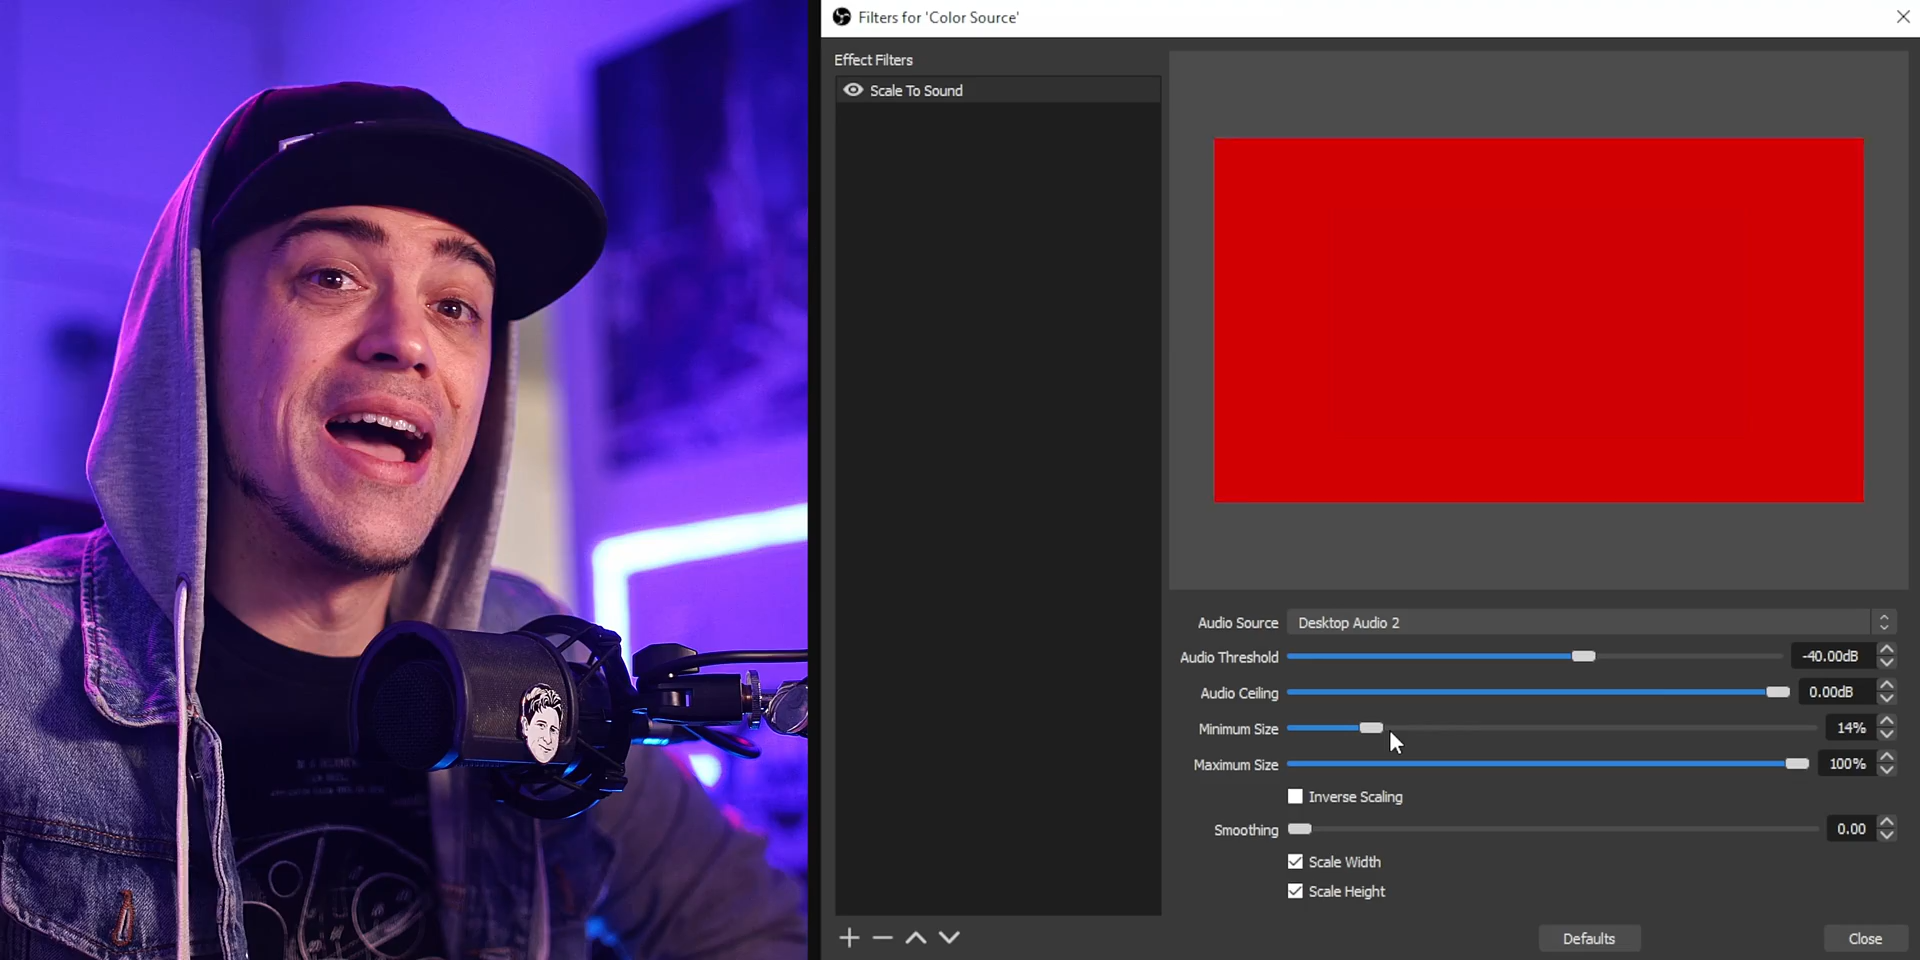 Filters for 'Color Source'
Effect Filters
Scale To Sound
Audio Source Desktop Audio 2
Audio Threshold -40.00dB
Audio Ceiling 0.00dB
Minimum Size 14%
Maximum Size 100%
Inverse Scaling
Smoothing 0.00
Scale Width
Scale Height
Defaults Close